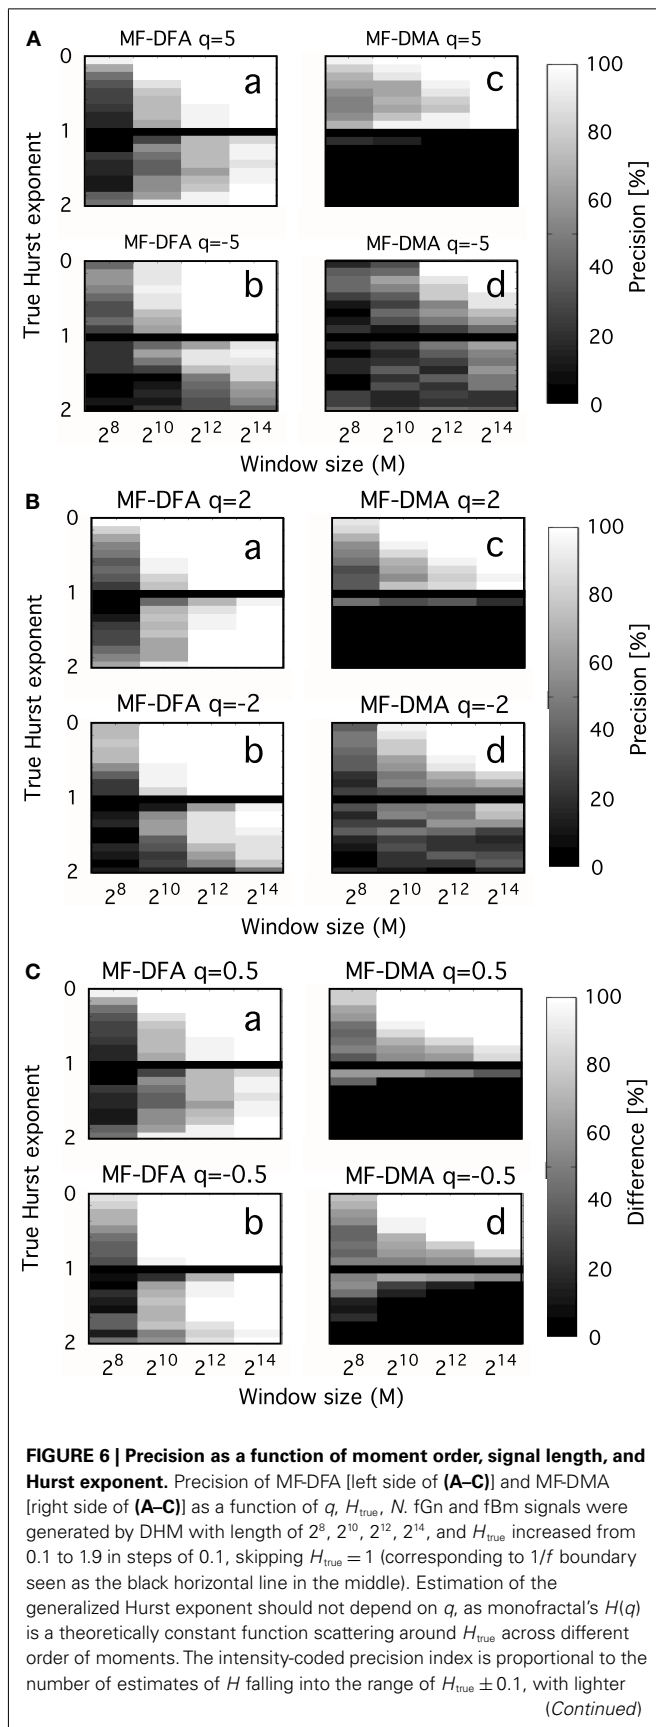 A
MF-DFA q=5
MF-DMA q=5
0
1
2
a
c
MF-DFA q=-5
MF-DMA q=-5
0
1
2
b
d
True Hurst exponent
2^8 2^10 2^12 2^14
2^8 2^10 2^12 2^14
Window size (M)
100
80
60
40
20
0
Precision [%]
B
MF-DFA q=2
MF-DMA q=2
0
1
2
a
c
MF-DFA q=-2
MF-DMA q=-2
0
1
2
b
d
True Hurst exponent
2^8 2^10 2^12 2^14
2^8 2^10 2^12 2^14
Window size (M)
100
80
60
40
20
0
Precision [%]
C
MF-DFA q=0.5
MF-DMA q=0.5
0
1
2
a
c
MF-DFA q=-0.5
MF-DMA q=-0.5
0
1
2
b
d
True Hurst exponent
2^8 2^10 2^12 2^14
2^8 2^10 2^12 2^14
Window size (M)
100
80
60
40
20
0
Difference [%]
FIGURE 6 | Precision as a function of moment order, signal length, and
Hurst exponent. Precision of MF-DFA [left side of (A–C)] and MF-DMA
[right side of (A–C)] as a function of q, H_true, N. fGn and fBm signals were
generated by DHM with length of 2^8, 2^10, 2^12, 2^14, and H_true increased from
0.1 to 1.9 in steps of 0.1, skipping H_true = 1 (corresponding to 1/f boundary
seen as the black horizontal line in the middle). Estimation of the
generalized Hurst exponent should not depend on q, as monofractal's H(q)
is a theoretically constant function scattering around H_true across different
order of moments. The intensity-coded precision index is proportional to the
number of estimates of H falling into the range of H_true ± 0.1, with lighter
(Continued)